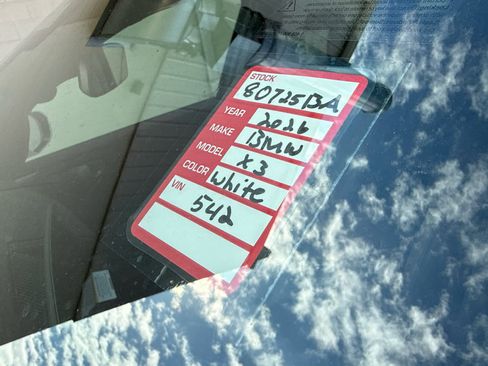 STOCK 80725BA
YEAR 2026
MAKE BMW
MODEL X3
COLOR White
VIN 542